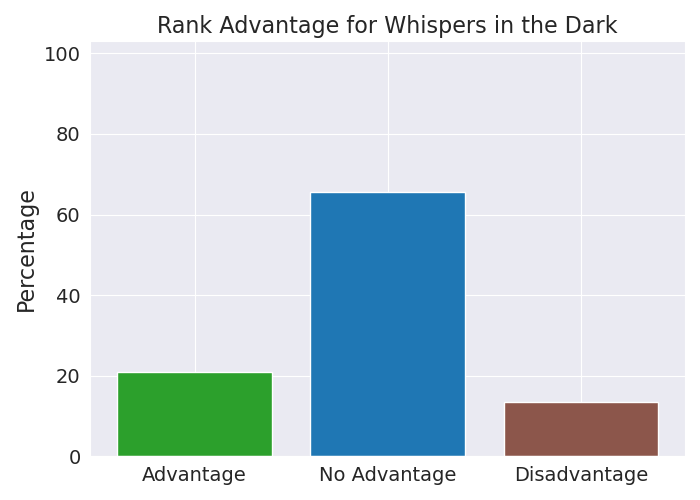 Rank Advantage for Whispers in the Dark
Percentage
100
80
60
40
20
0
Advantage
No Advantage
Disadvantage